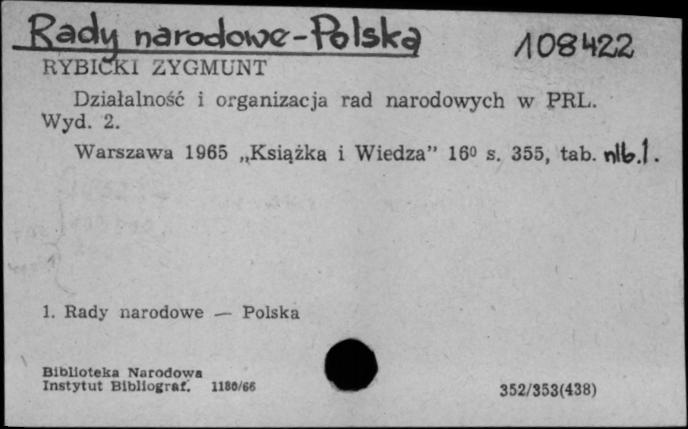 Rady narodowe-Polska
108422
RYBICKI ZYGMUNT
Działalność i organizacja rad narodowych w PRL.
Wyd. 2.
Warszawa 1965 „Książka i Wiedza” 16⁰ s. 355, tab. nlb.1.
1. Rady narodowe — Polska
Biblioteka Narodowa
Instytut Bibliograf. 1180/66
352/353(438)